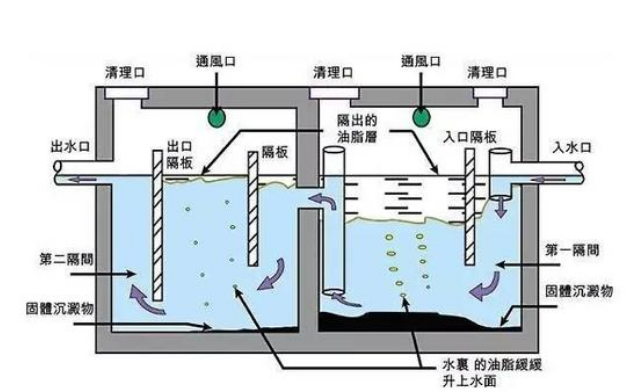 通風口
通風口
清理口
清理口
清理口
隔出的
油脂層
出水口
出口
隔板
隔板
入口隔板
入水口
第二隔間
第一隔間
固體沉澱物
固體沉澱物
水裏 的油脂緩緩
升上水面